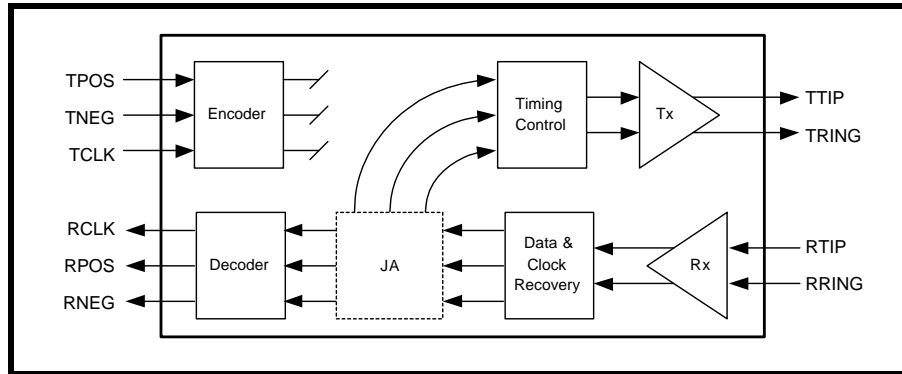 TPOS
TNEG
TCLK
Encoder
Timing
Control
Tx
TTIP
TRING
RCLK
RPOS
RNEG
Decoder
JA
Data &
Clock
Recovery
Rx
RTIP
RRING